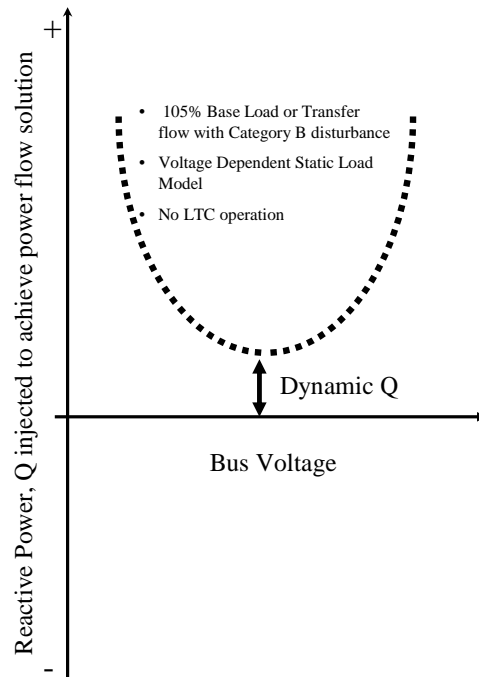 +
Reactive Power, Q injected to achieve power flow solution
• 105% Base Load or Transfer
flow with Category B disturbance
• Voltage Dependent Static Load
Model
• No LTC operation
Dynamic Q
Bus Voltage
-